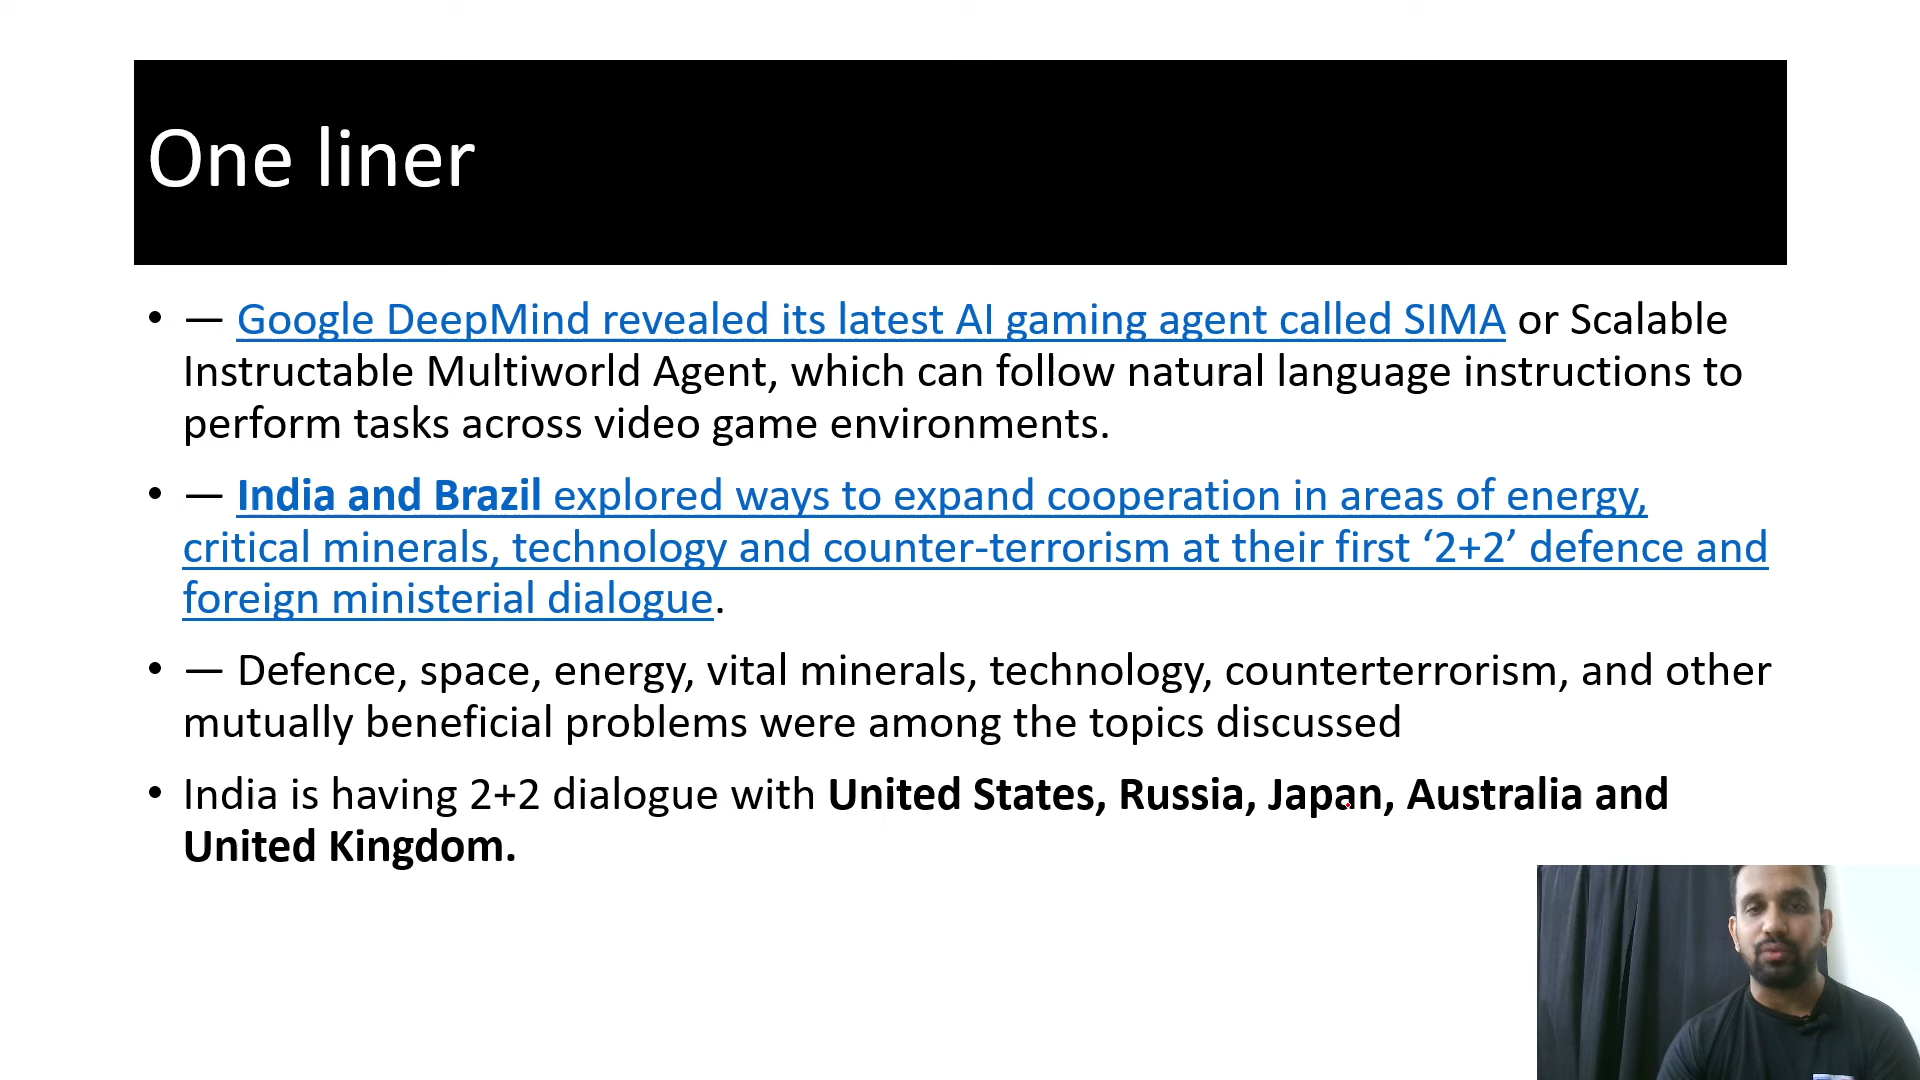 One liner
• — Google DeepMind revealed its latest AI gaming agent called SIMA or Scalable
Instructable Multiworld Agent, which can follow natural language instructions to
perform tasks across video game environments.
• — India and Brazil explored ways to expand cooperation in areas of energy,
critical minerals, technology and counter-terrorism at their first ‘2+2’ defence and
foreign ministerial dialogue.
• — Defence, space, energy, vital minerals, technology, counterterrorism, and other
mutually beneficial problems were among the topics discussed
• India is having 2+2 dialogue with United States, Russia, Japan, Australia and
United Kingdom.